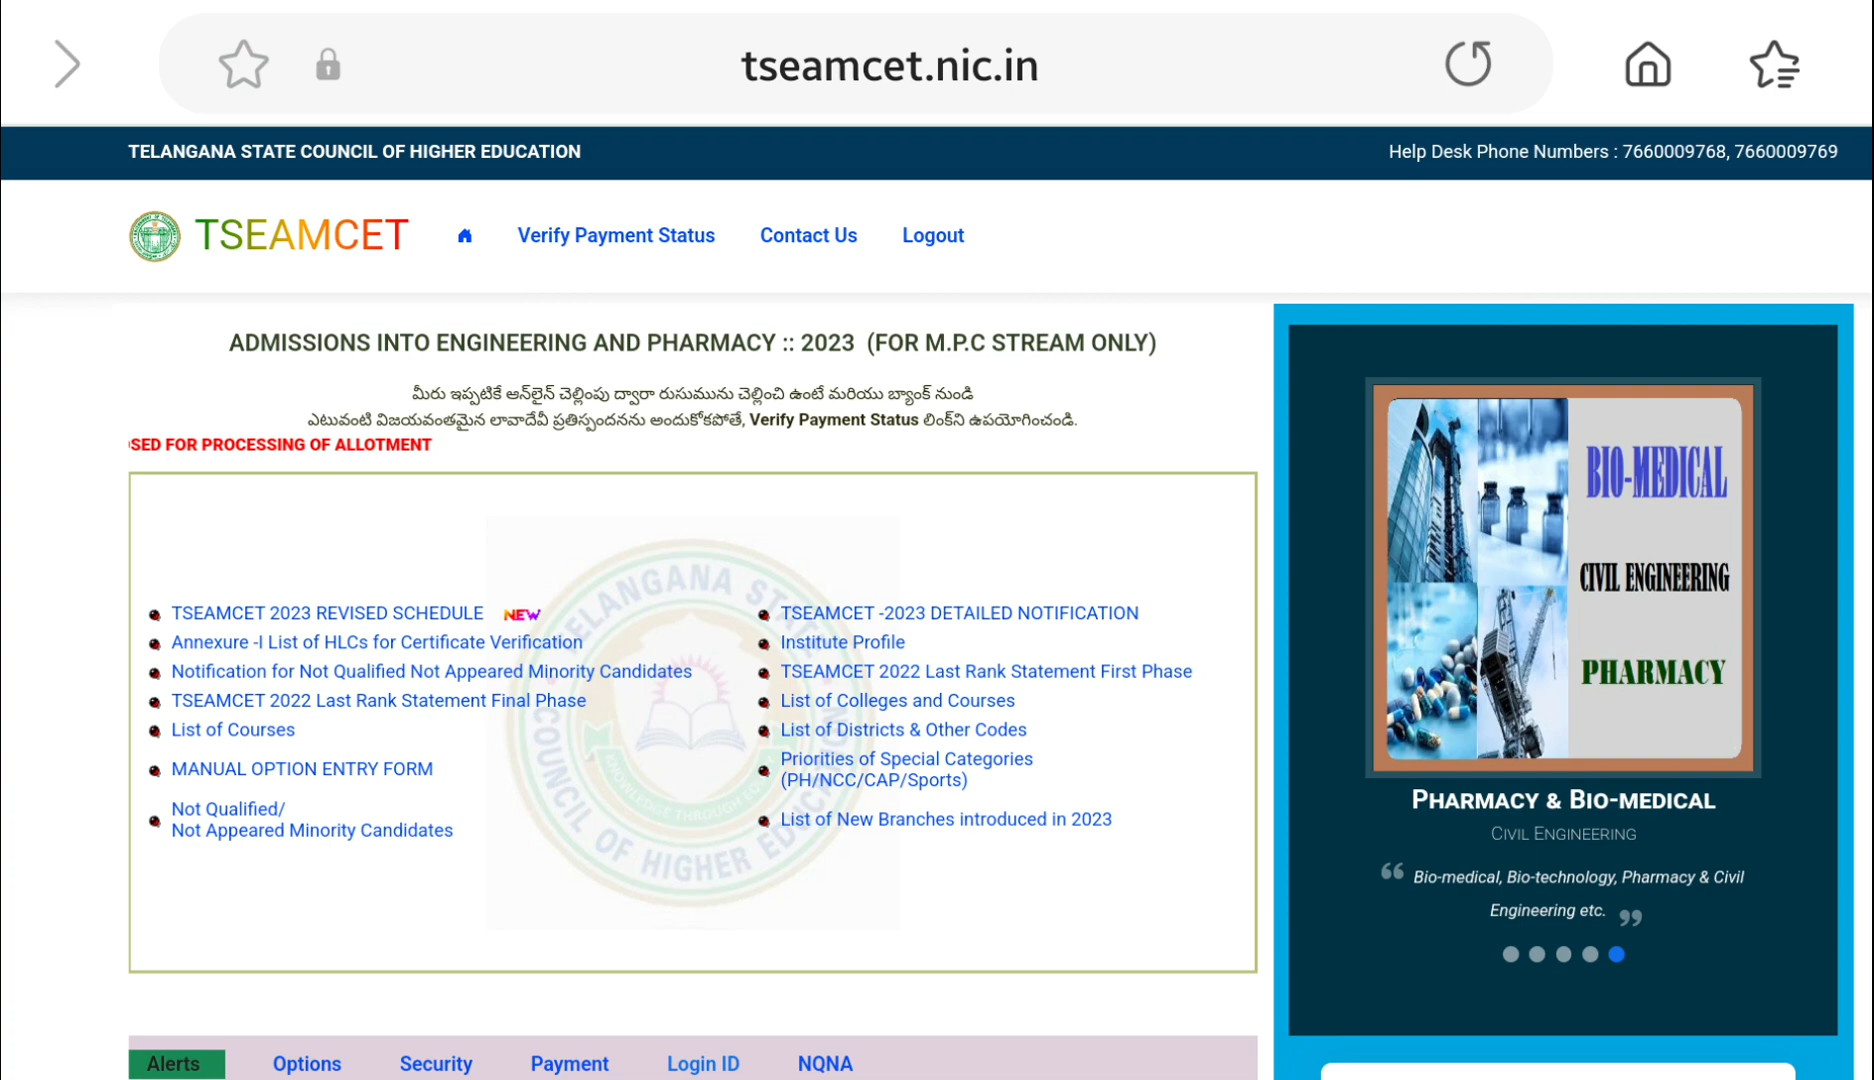 tseamcet.nic.in
TELANGANA STATE COUNCIL OF HIGHER EDUCATION
Help Desk Phone Numbers : 7660009768, 7660009769
TSEAMCET
Verify Payment Status
Contact Us
Logout
ADMISSIONS INTO ENGINEERING AND PHARMACY :: 2023 (FOR M.P.C STREAM ONLY)
మీరు ఇప్పటికే ఆన్‌లైన్ చెల్లింపు ద్వారా రుసుమును చెల్లించి ఉంటే మరియు బ్యాంక్ నుండి
ఎటువంటి విజయవంతమైన లావాదేవీ ప్రతిస్పందనను అందుకోకపోతే, Verify Payment Status లింక్‌ని ఉపయోగించండి.
SED FOR PROCESSING OF ALLOTMENT
TSEAMCET 2023 REVISED SCHEDULE NEW
Annexure -I List of HLCs for Certificate Verification
Notification for Not Qualified Not Appeared Minority Candidates
TSEAMCET 2022 Last Rank Statement Final Phase
List of Courses
MANUAL OPTION ENTRY FORM
Not Qualified/
Not Appeared Minority Candidates
TSEAMCET -2023 DETAILED NOTIFICATION
Institute Profile
TSEAMCET 2022 Last Rank Statement First Phase
List of Colleges and Courses
List of Districts & Other Codes
Priorities of Special Categories
(PH/NCC/CAP/Sports)
List of New Branches introduced in 2023
TELANGANA STATE COUNCIL OF HIGHER EDUCATION
KNOWLEDGE THROUGH
BIO-MEDICAL
CIVIL ENGINEERING
PHARMACY
PHARMACY & BIO-MEDICAL
CIVIL ENGINEERING
“ Bio-medical, Bio-technology, Pharmacy & Civil
Engineering etc. ”
Alerts
Options
Security
Payment
Login ID
NQNA